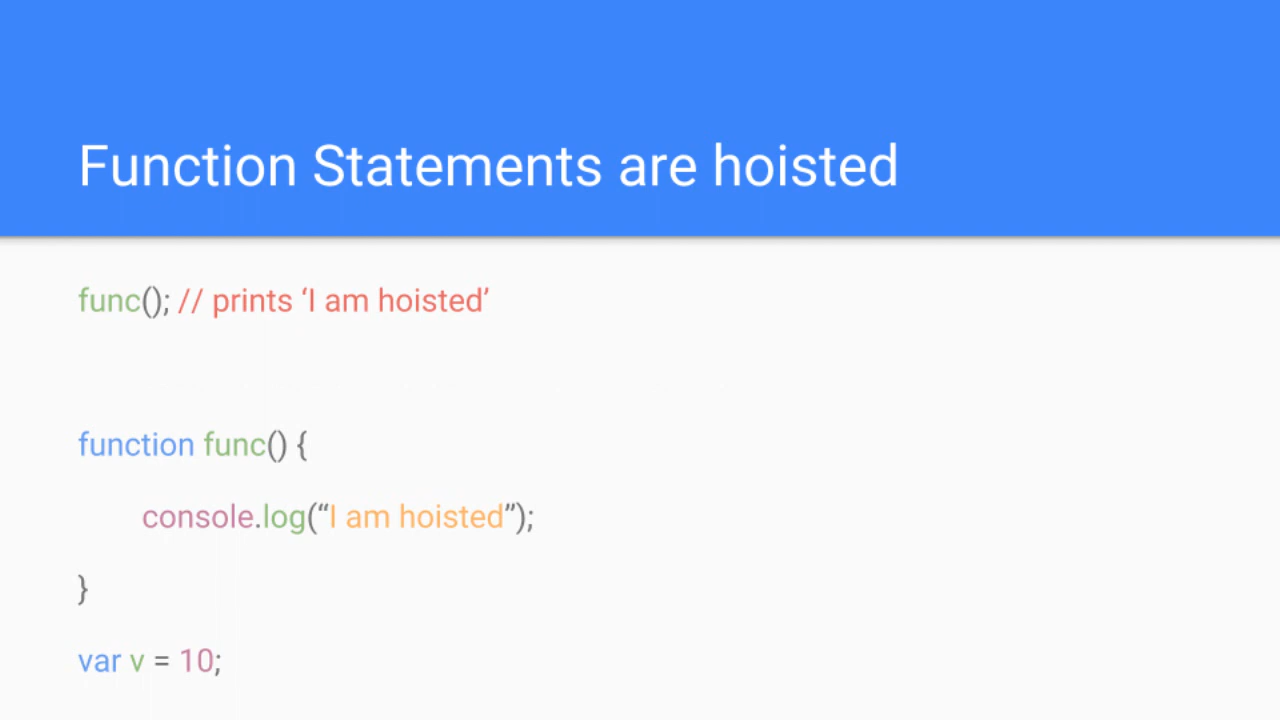 Function Statements are hoisted
func(); // prints ‘I am hoisted’
function func() {
console.log(“I am hoisted”);
}
var v = 10;